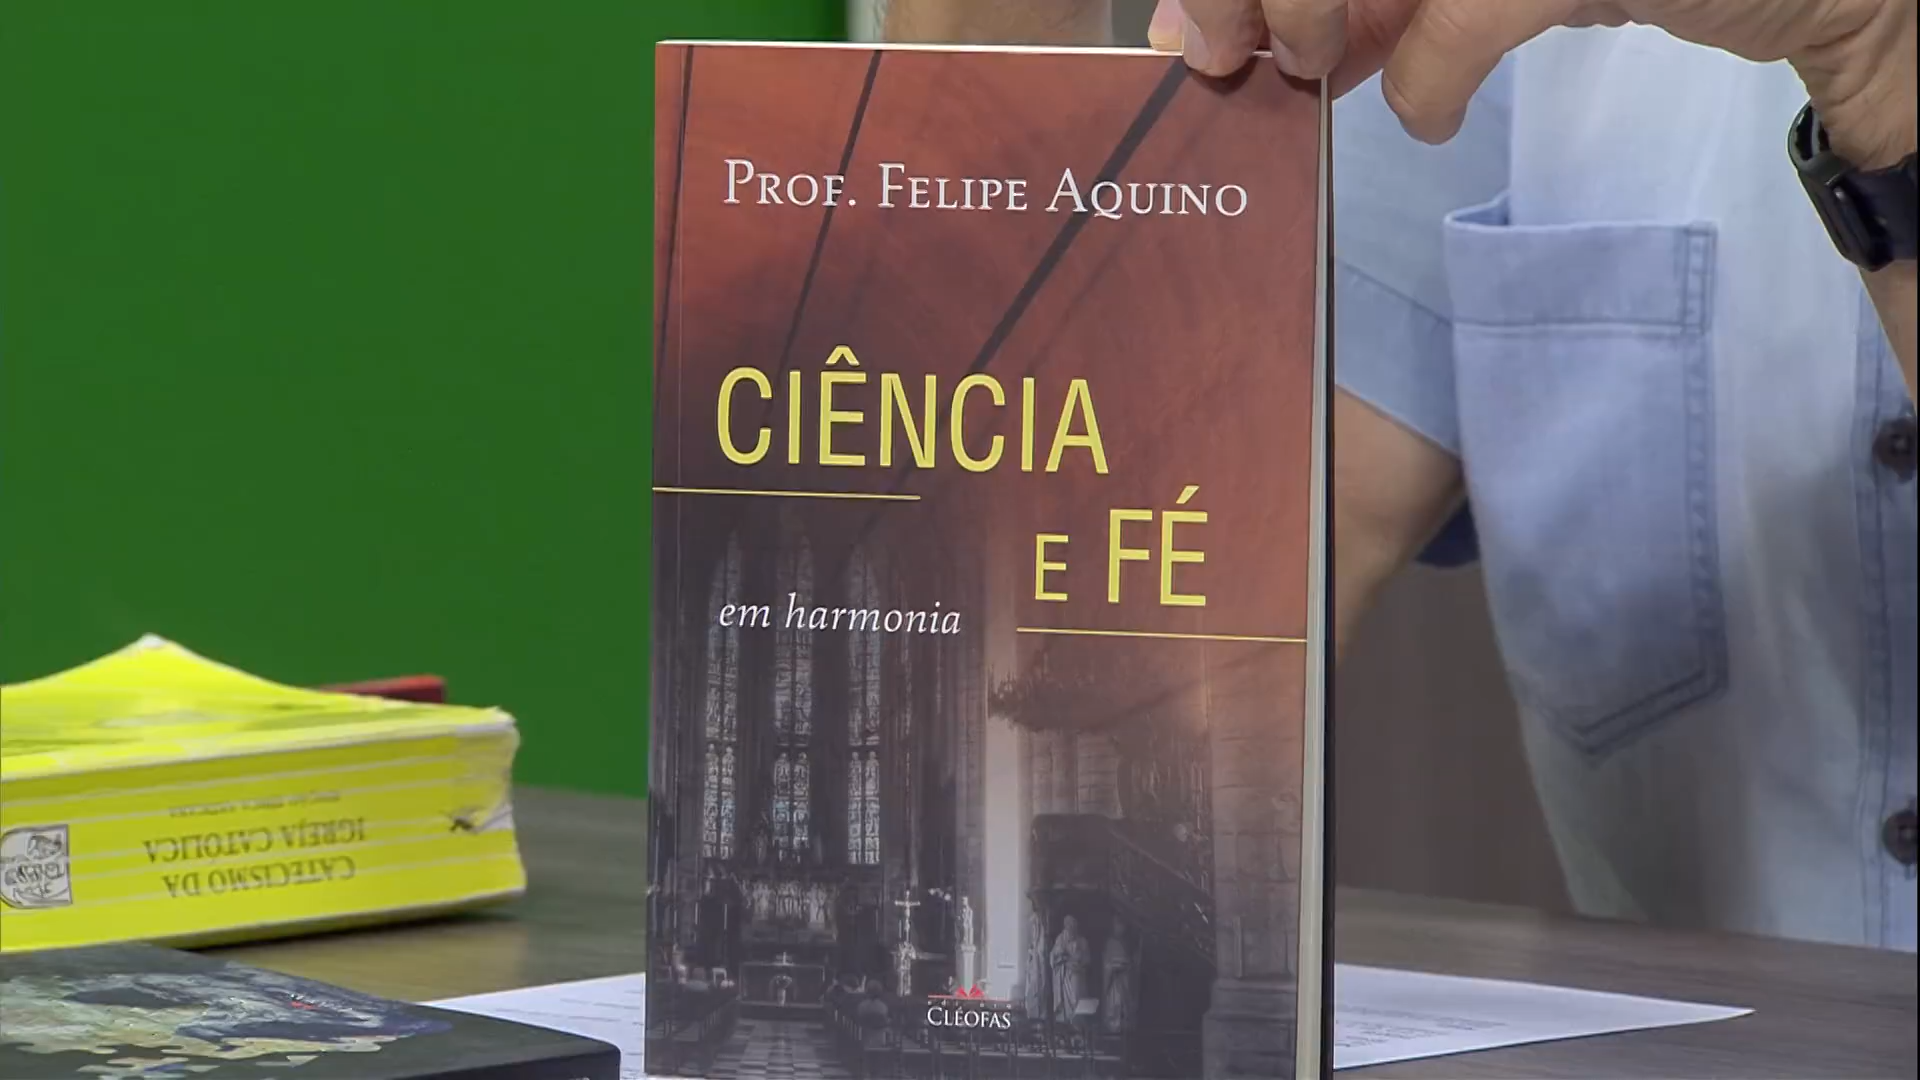 PROF. FELIPE AQUINO
CIÊNCIA
E FÉ
em harmonia
CLÉOFAS
CATECISMO DA
IGREJA CATÓLICA